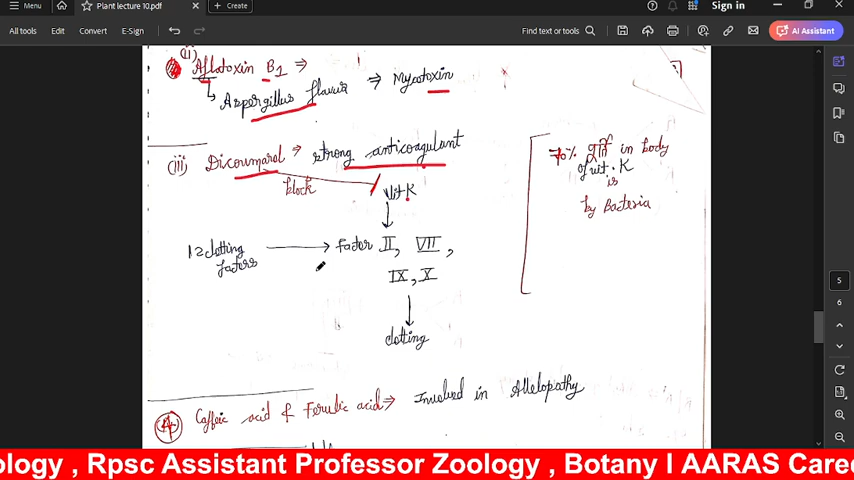 Menu
Plant lecture 10.pdf
+ Create
Sign in
All tools Edit Convert E-Sign
Find text or tools
AI Assistant
(ii)
Aflatoxin B1 ⇒
↳ Aspergillus flavus ⇒ Mycotoxin
(iii) Dicoumarol ⇒ strong anticoagulant
block
Vit K
12 clotting
factors
Factor II, VII,
IX, X
clotting
70% in body
of vit. K
is
by Bacteria
(4) Caffeic acid & Ferulic acid ⇒ Involved in Allelopathy
5
6
ology , Rpsc Assistant Professor Zoology , Botany I AARAS Caree